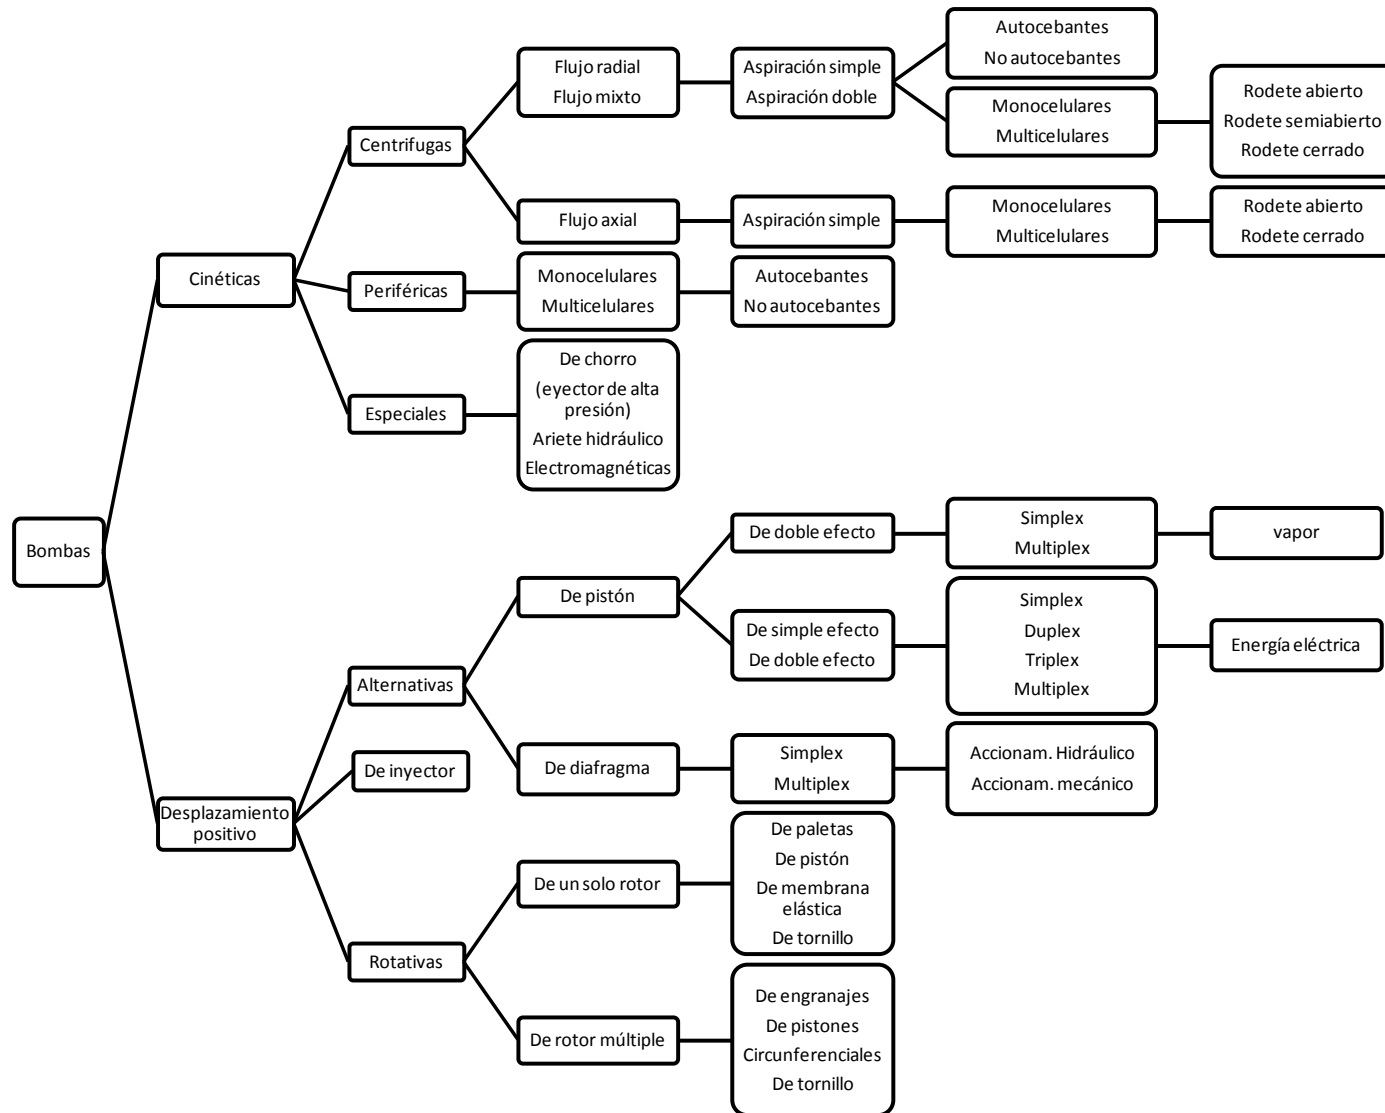 Bombas
Cinéticas
Centrifugas
Flujo radial
Flujo mixto
Aspiración simple
Aspiración doble
Autocebantes
No autocebantes
Monocelulares
Multicelulares
Rodete abierto
Rodete semiabierto
Rodete cerrado
Flujo axial
Aspiración simple
Monocelulares
Multicelulares
Rodete abierto
Rodete cerrado
Periféricas
Monocelulares
Multicelulares
Autocebantes
No autocebantes
Especiales
De chorro
(eyector de alta
presión)
Ariete hidráulico
Electromagnéticas
Desplazamiento
positivo
Alternativas
De pistón
De doble efecto
Simplex
Multiplex
vapor
De simple efecto
De doble efecto
Simplex
Duplex
Triplex
Multiplex
Energía eléctrica
De diafragma
Simplex
Multiplex
Accionam. Hidráulico
Accionam. mecánico
De inyector
Rotativas
De un solo rotor
De paletas
De pistón
De membrana
elástica
De tornillo
De rotor múltiple
De engranajes
De pistones
Circunferenciales
De tornillo